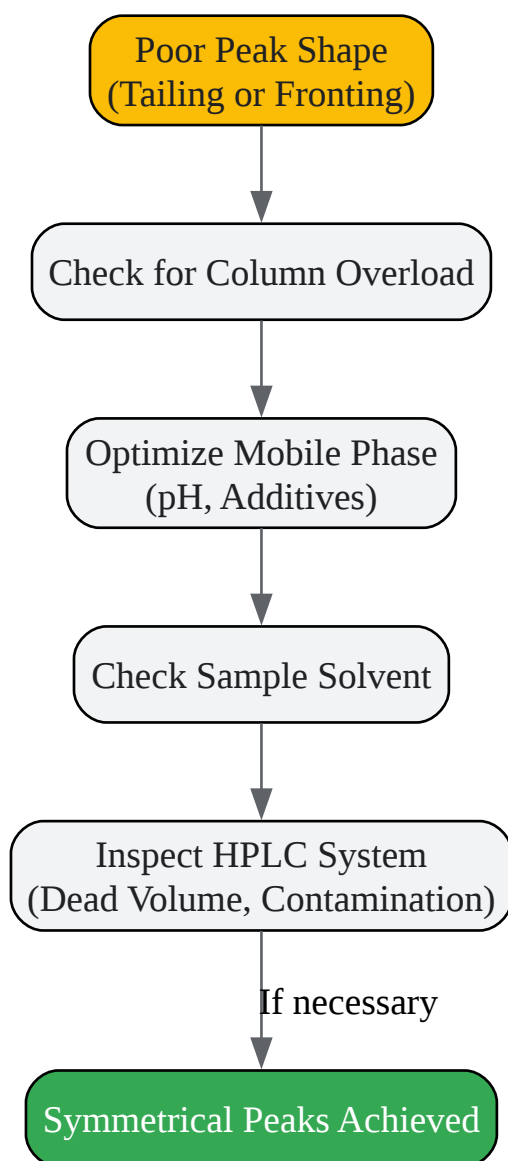 Poor Peak Shape
(Tailing or Fronting)
Check for Column Overload
Optimize Mobile Phase
(pH, Additives)
Check Sample Solvent
Inspect HPLC System
(Dead Volume, Contamination)
If necessary
Symmetrical Peaks Achieved